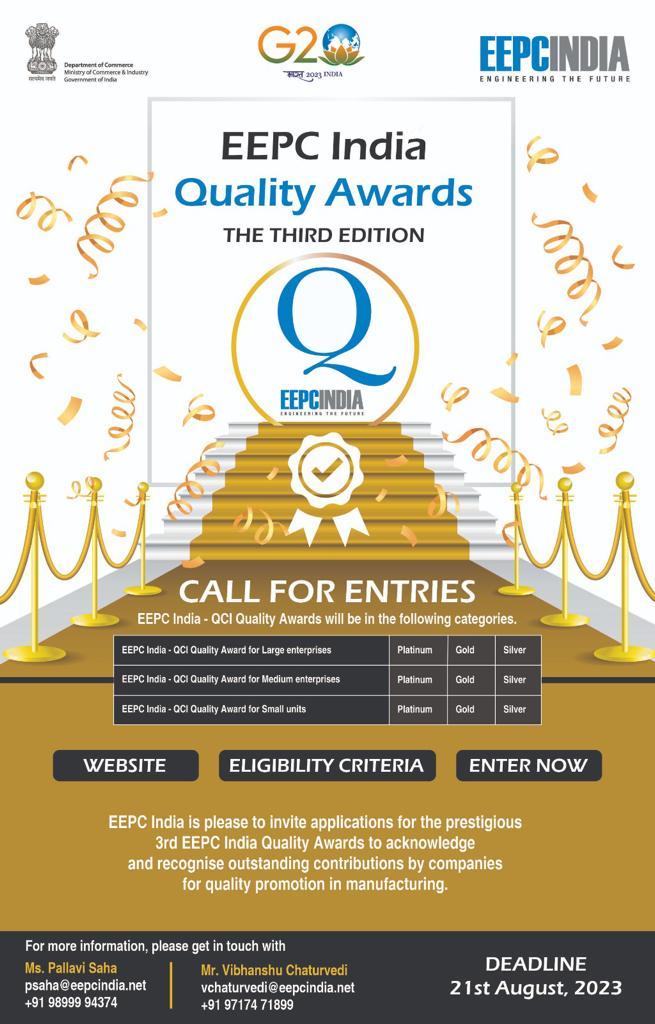 सत्यमेव जयते
Department of Commerce
Ministry of Commerce & Industry
Government of India
G20
भारत 2023 INDIA
EEPCINDIA
ENGINEERING THE FUTURE
EEPC India
Quality Awards
THE THIRD EDITION
Q
EEPCINDIA
ENGINEERING THE FUTURE
CALL FOR ENTRIES
EEPC India - QCI Quality Awards will be in the following categories.
EEPC India - QCI Quality Award for Large enterprises Platinum Gold Silver
EEPC India - QCI Quality Award for Medium enterprises Platinum Gold Silver
EEPC India - QCI Quality Award for Small units Platinum Gold Silver
WEBSITE ELIGIBILITY CRITERIA ENTER NOW
EEPC India is please to invite applications for the prestigious
3rd EEPC India Quality Awards to acknowledge
and recognise outstanding contributions by companies
for quality promotion in manufacturing.
For more information, please get in touch with
Ms. Pallavi Saha
psaha@eepcindia.net
+91 98999 94374
Mr. Vibhanshu Chaturvedi
vchaturvedi@eepcindia.net
+91 97174 71899
DEADLINE
21st August, 2023